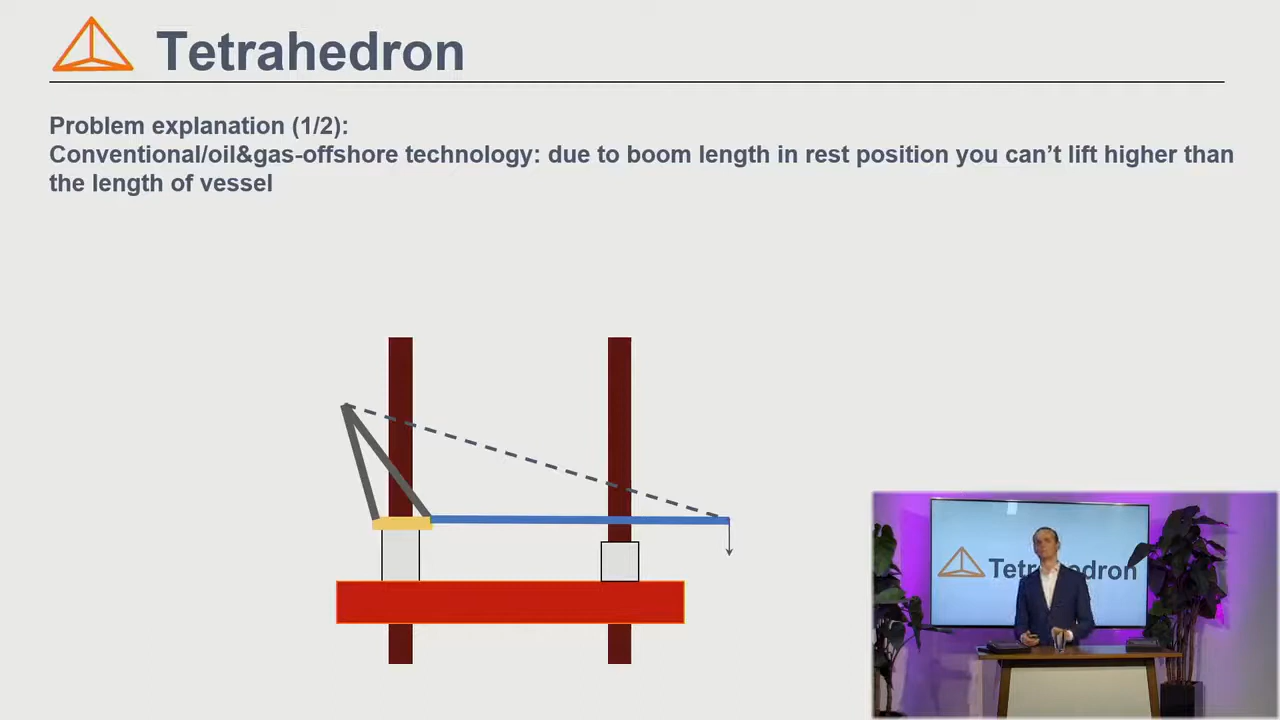 Tetrahedron
Problem explanation (1/2):
Conventional/oil&gas-offshore technology: due to boom length in rest position you can’t lift higher than
the length of vessel
Tetrahedron